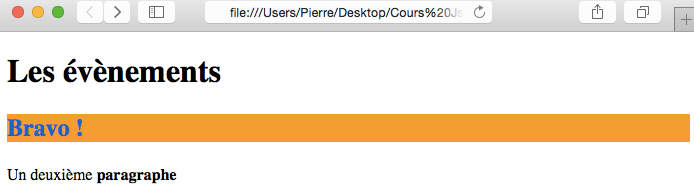 file:///Users/Pierre/Desktop/Cours%20Js
Les évènements
Bravo !
Un deuxième paragraphe